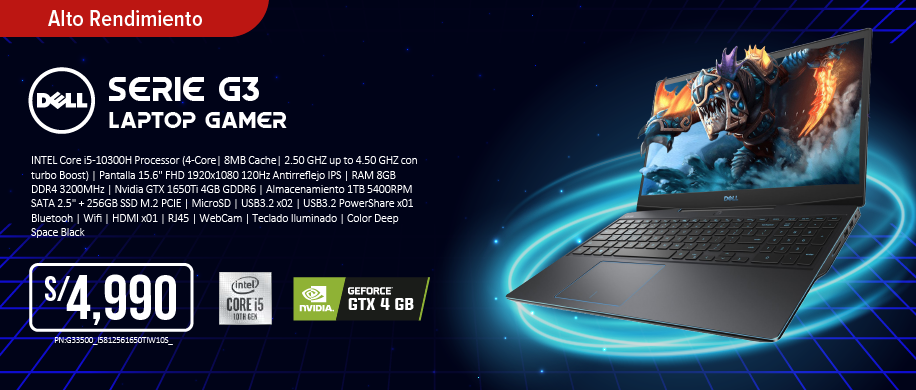 Alto Rendimiento
DELL
SERIE G3
LAPTOP GAMER
INTEL Core i5-10300H Processor (4-Core| 8MB Cache| 2.50 GHZ up to 4.50 GHZ con
turbo Boost) | Pantalla 15.6" FHD 1920x1080 120Hz Antirreflejo IPS | RAM 8GB
DDR4 3200MHz | Nvidia GTX 1650Ti 4GB GDDR6 | Almacenamiento 1TB 5400RPM
SATA 2.5" + 256GB SSD M.2 PCIE | MicroSD | USB3.2 x02 | USB3.2 PowerShare x01
Bluetooh | Wifi | HDMI x01 | RJ45 | WebCam | Teclado Iluminado | Color Deep
Space Black
S/4,990
intel
CORE i5
10TH GEN
NVIDIA.
GEFORCE
GTX 4 GB
PN:G33500_I5812561650TIW10S_
DELL